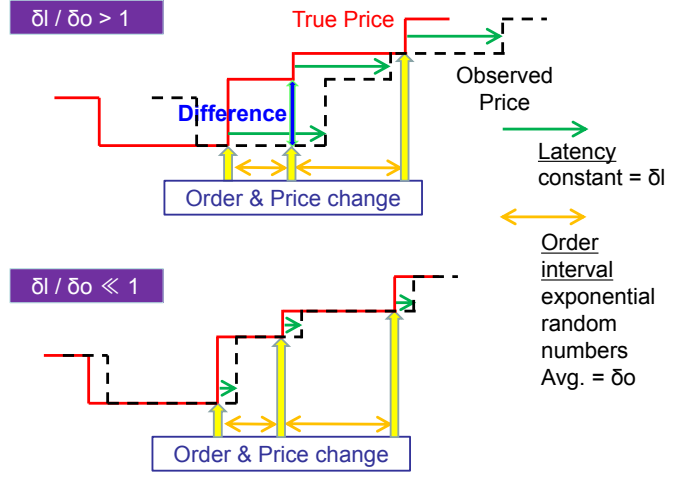 δl / δo > 1
True Price
Observed
Price
Difference
Latency
constant = δl
Order & Price change
Order
interval
exponential
random
numbers
Avg. = δo
δl / δo ≪ 1
Order & Price change